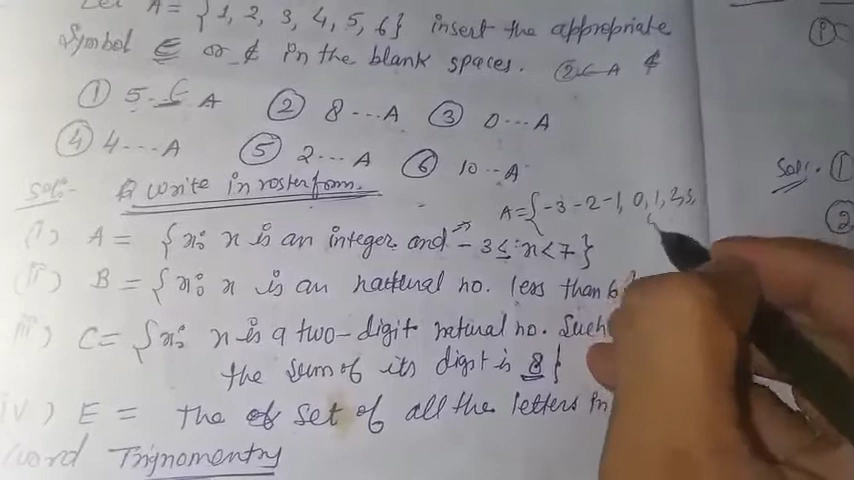 Let A = {1, 2, 3, 4, 5, 6} insert the appropriate
Symbol ∈ or ∉ in the blank spaces. ② ∈ A ∉
① 5 ∈ A ② 8 ... A ③ 0 ... A
④ 4 ... A ⑤ 2 ... A ⑥ 10 ... A
Sol:- Q write in roster form.
A = { -3 -2 -1, 0, 1, 2, 3,
(i) A = {x: x is an integer and - 3 ≤ x < 7}
(ii) B = {x: x is an natural no. less than 6
iii) C = {x: x is a two-digit natural no. Such
the sum of its digit is 8}
iv) E = The set of all the letters in
word Trignomentry
Sol. ①
②